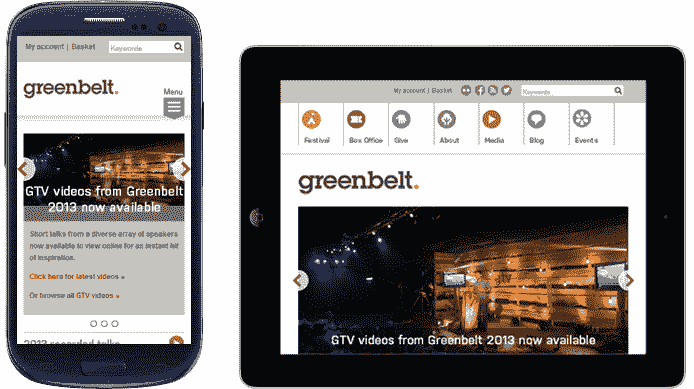 My account | Basket
Keywords
greenbelt.
Menu
GTV videos from Greenbelt
2013 now available
Short talks from a diverse array of speakers
now available to view online for an instant hit
of inspiration.
Click here for latest videos »
Or browse all GTV videos »
2013 recorded talks
My account | Basket
Keywords
Festival
Box Office
Give
About
Media
Blog
Events
greenbelt.
GTV videos from Greenbelt 2013 now available